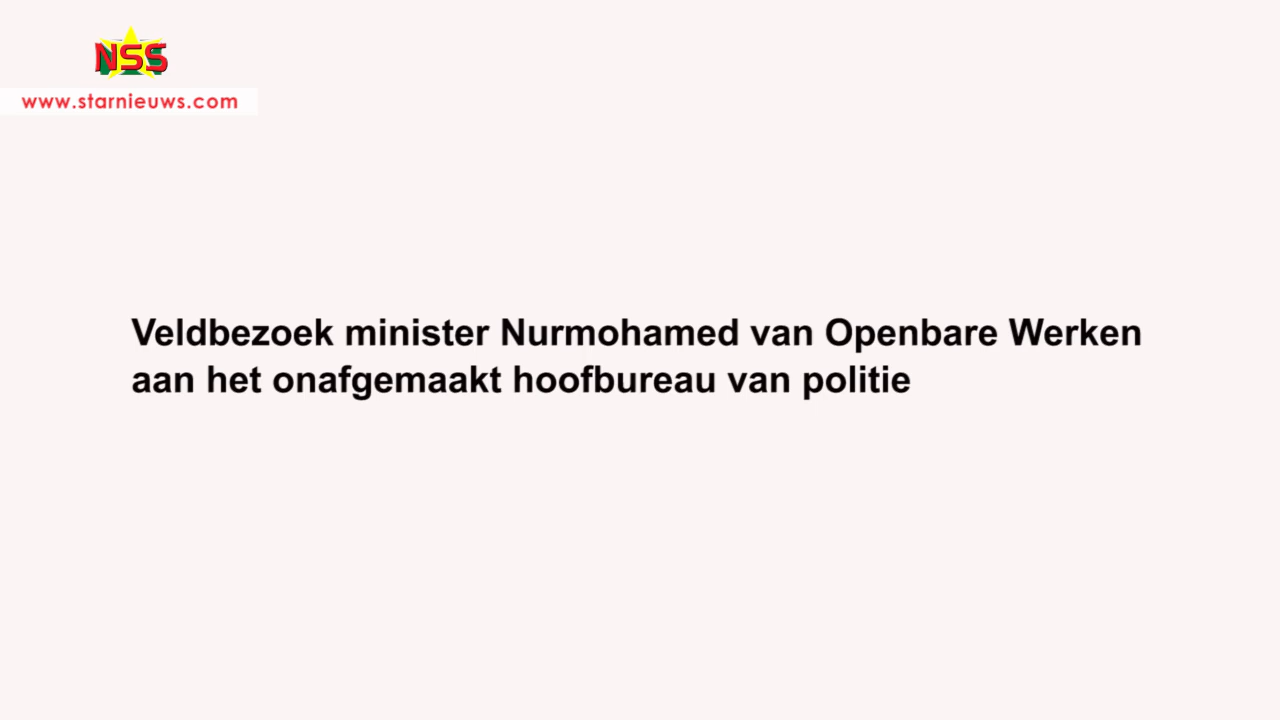 NSS
www.starnieuws.com
Veldbezoek minister Nurmohamed van Openbare Werken
aan het onafgemaakt hoofbureau van politie